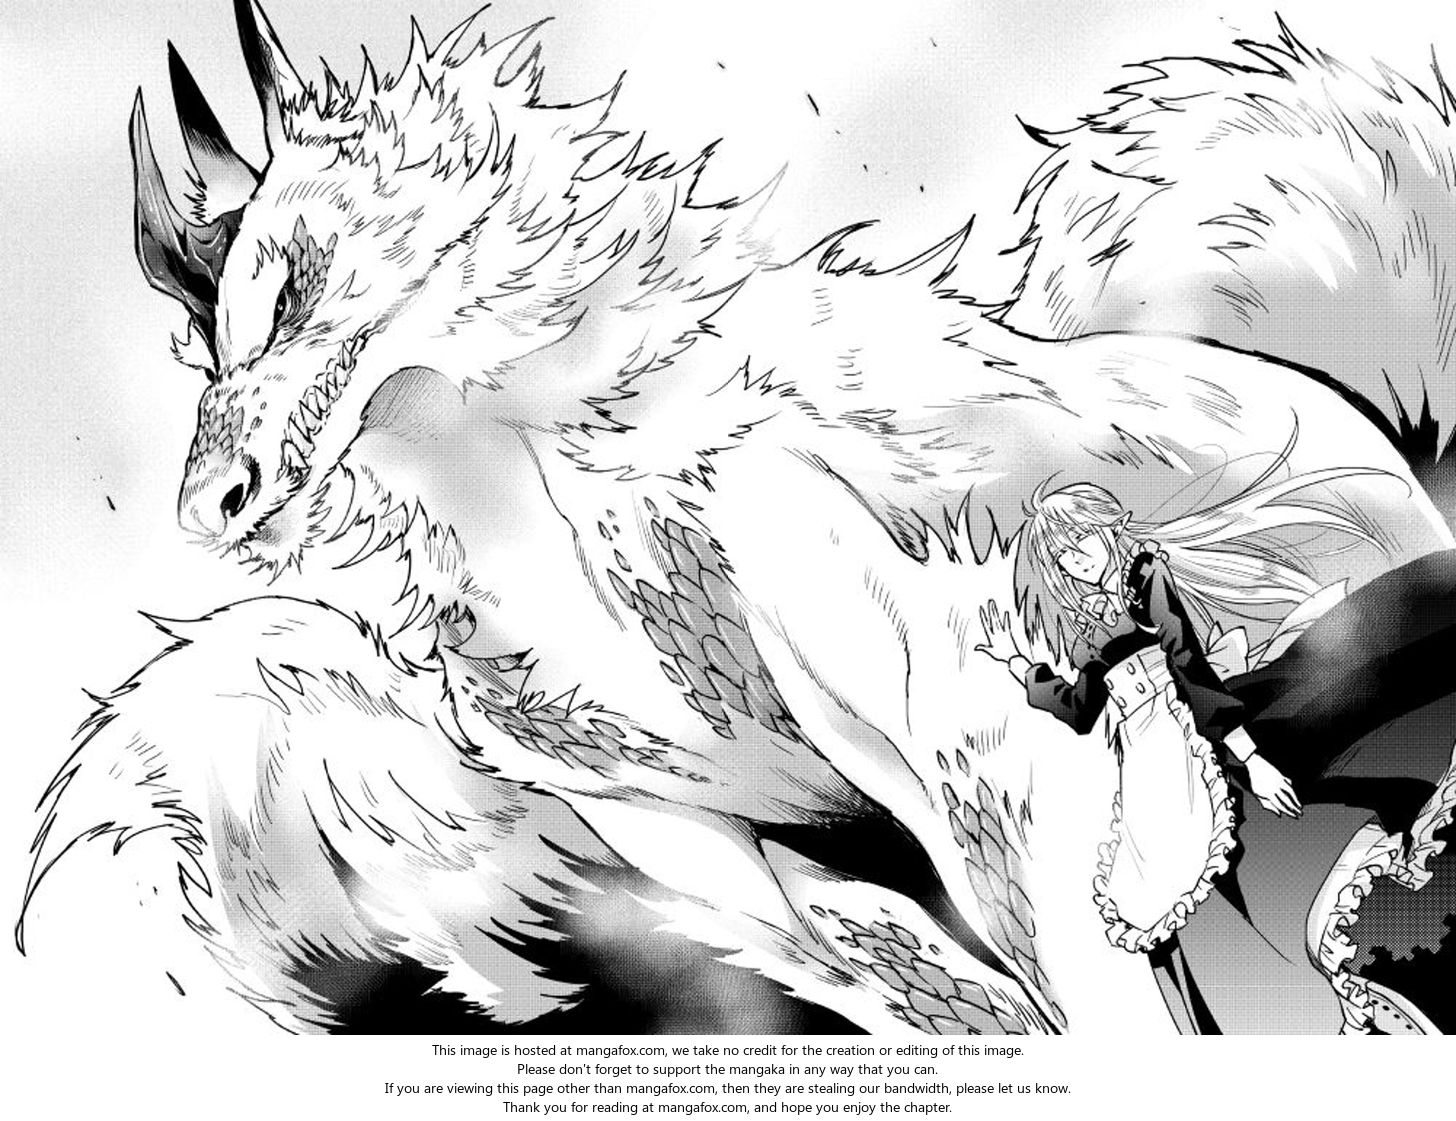 This image is hosted at mangafox.com, we take no credit for the creation or editing of this image.
Please don't forget to support the mangaka in any way that you can.
If you are viewing this page other than mangafox.com, then they are stealing our bandwidth, please let us know.
Thank you for reading at mangafox.com, and hope you enjoy the chapter.